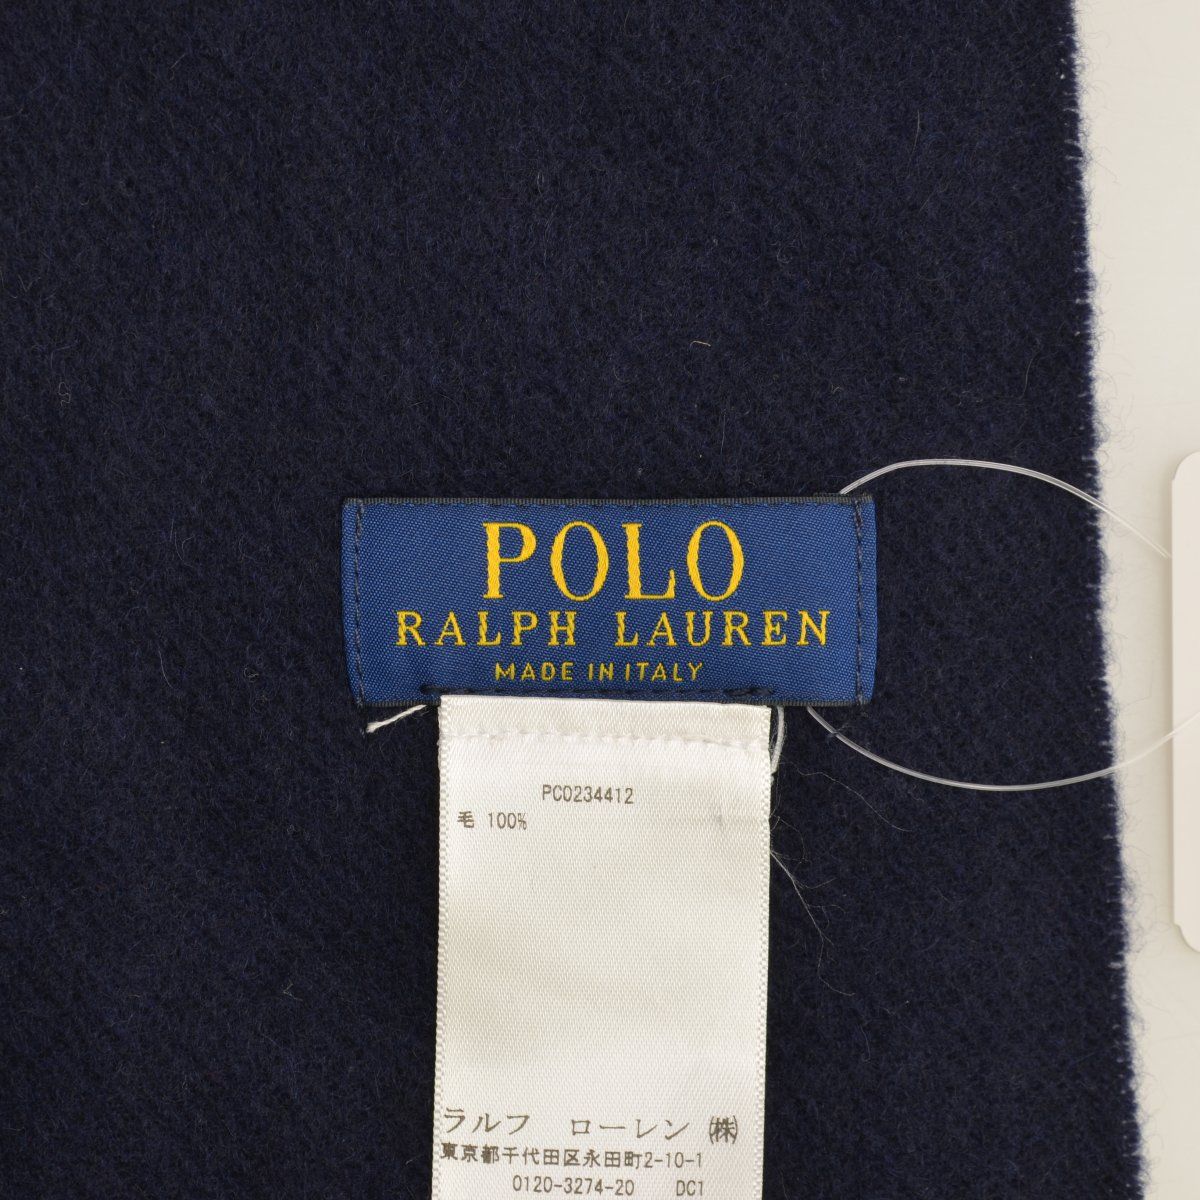 POLO
RALPH LAUREN
MADE IN ITALY
PC0234412
毛 100%
ラルフ ローレン ㈱
東京都千代田区永田町2-10-1
0120-3274-20 DC1